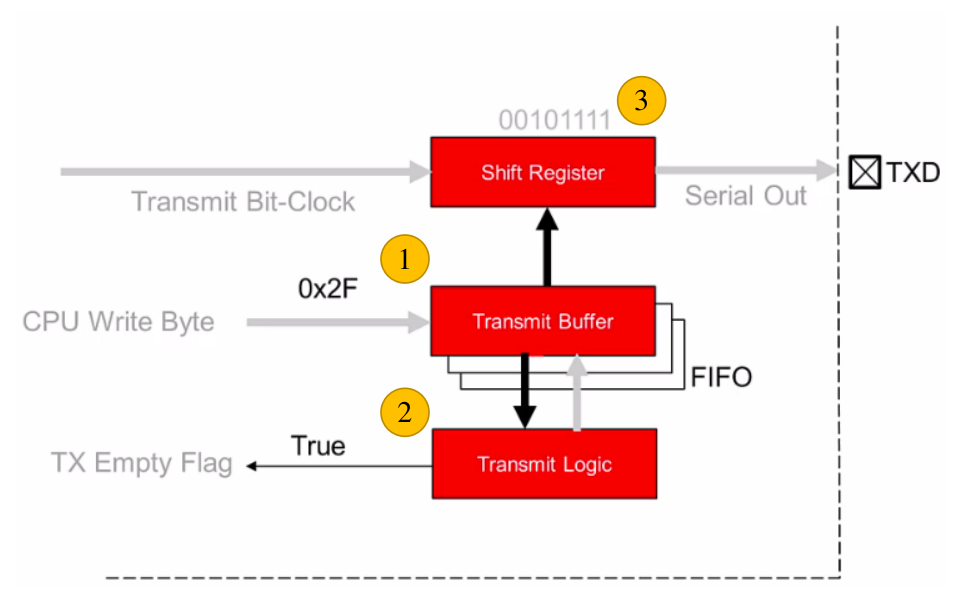 3
00101111
Shift Register
TXD
Transmit Bit-Clock
Serial Out
1
0x2F
CPU Write Byte
Transmit Buffer
FIFO
2
True
TX Empty Flag
Transmit Logic